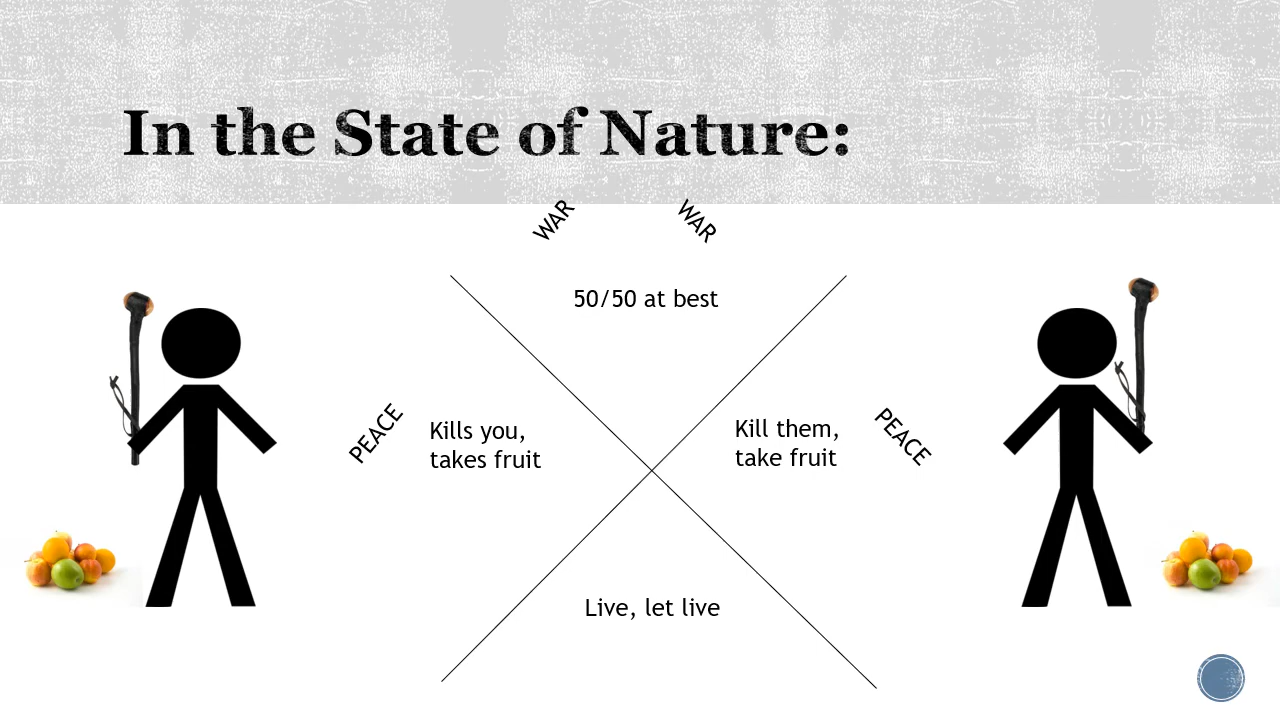 In the State of Nature:
WAR
WAR
50/50 at best
PEACE
Kills you,
takes fruit
Kill them,
take fruit
PEACE
Live, let live